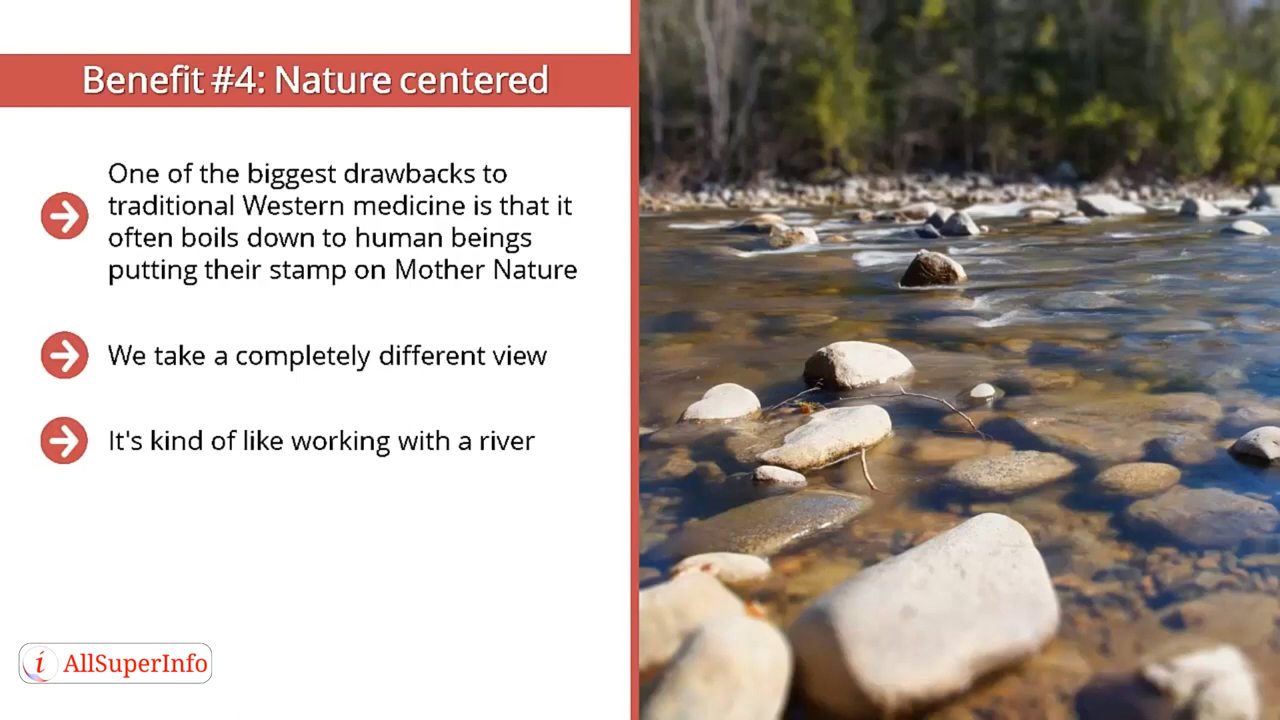 Benefit #4: Nature centered
One of the biggest drawbacks to
traditional Western medicine is that it
often boils down to human beings
putting their stamp on Mother Nature
We take a completely different view
It's kind of like working with a river
i AllSuperInfo